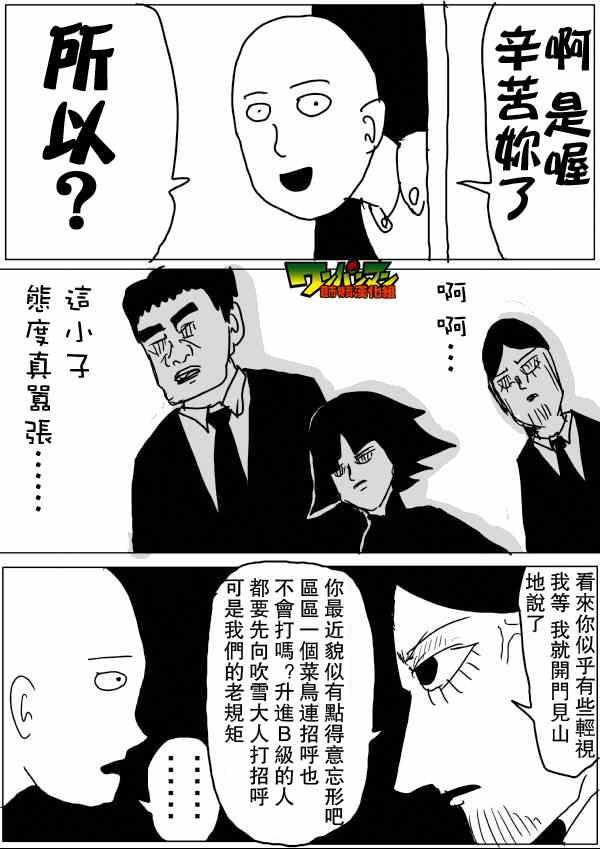 啊 是喔
辛苦妳了
所以？
ワンパンマン
啊
啊…
這小子
態度真囂張……
看來你似乎有些輕視
我等 我就開門見山
地說了
你最近貌似有點得意忘形吧
區區一個菜鳥連招呼也
不會打嗎？升進B級的人
都要先向吹雪大人打招呼
可是我們的老規矩
………